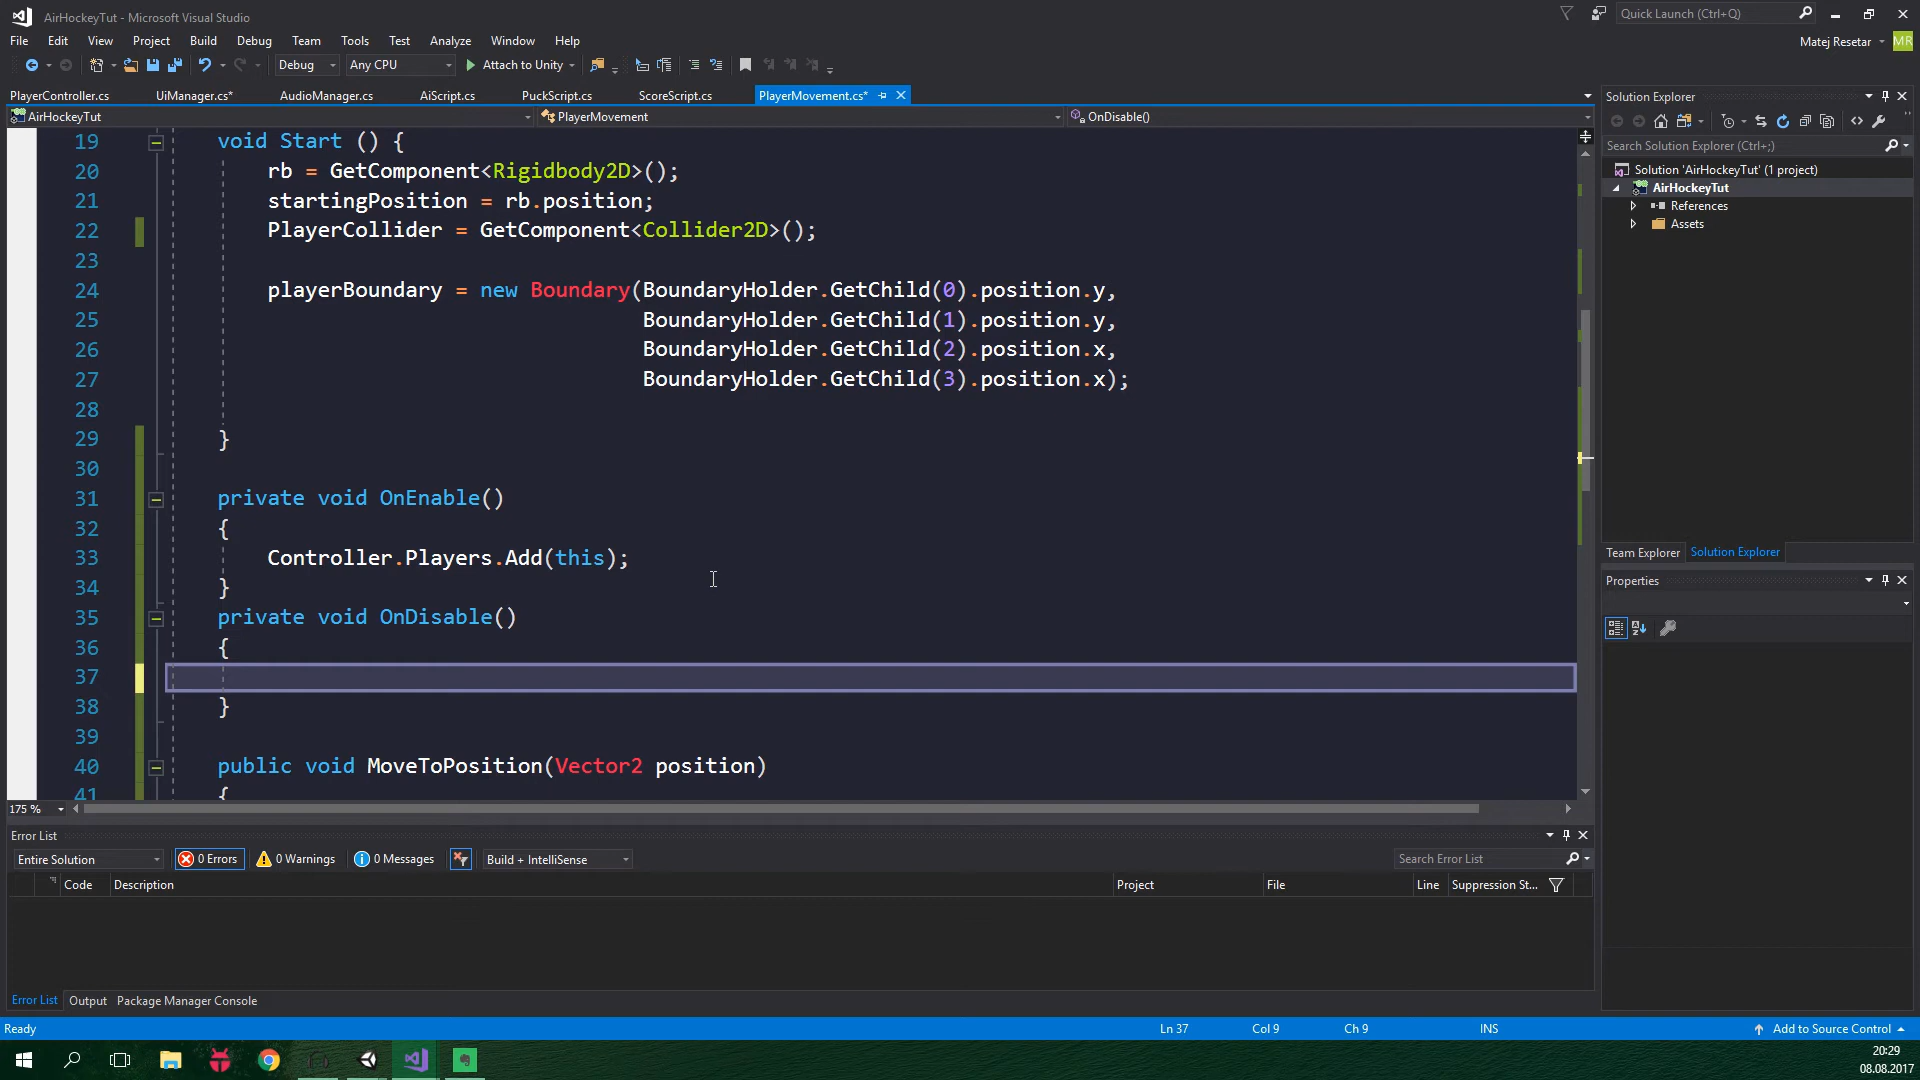 AirHockeyTut - Microsoft Visual Studio
Quick Launch (Ctrl+Q)
File Edit View Project Build Debug Team Tools Test Analyze Window Help
Matej Resetar MR
Debug Any CPU Attach to Unity
PlayerController.cs UiManager.cs* AudioManager.cs AiScript.cs PuckScript.cs ScoreScript.cs PlayerMovement.cs*
AirHockeyTut PlayerMovement OnDisable()
19 void Start () {
20 rb = GetComponent<Rigidbody2D>();
21 startingPosition = rb.position;
22 PlayerCollider = GetComponent<Collider2D>();
23
24 playerBoundary = new Boundary(BoundaryHolder.GetChild(0).position.y,
25 BoundaryHolder.GetChild(1).position.y,
26 BoundaryHolder.GetChild(2).position.x,
27 BoundaryHolder.GetChild(3).position.x);
28
29 }
30
31 private void OnEnable()
32 {
33 Controller.Players.Add(this);
34 }
35 private void OnDisable()
36 {
37
38 }
39
40 public void MoveToPosition(Vector2 position)
41 {
175 %
Solution Explorer
Search Solution Explorer (Ctrl+;)
Solution 'AirHockeyTut' (1 project)
AirHockeyTut
References
Assets
Team Explorer Solution Explorer
Properties
Error List
Entire Solution 0 Errors 0 Warnings 0 Messages Build + IntelliSense Search Error List
Code Description Project File Line Suppression St...
Error List Output Package Manager Console
Ready Ln 37 Col 9 Ch 9 INS Add to Source Control
20:29
08.08.2017